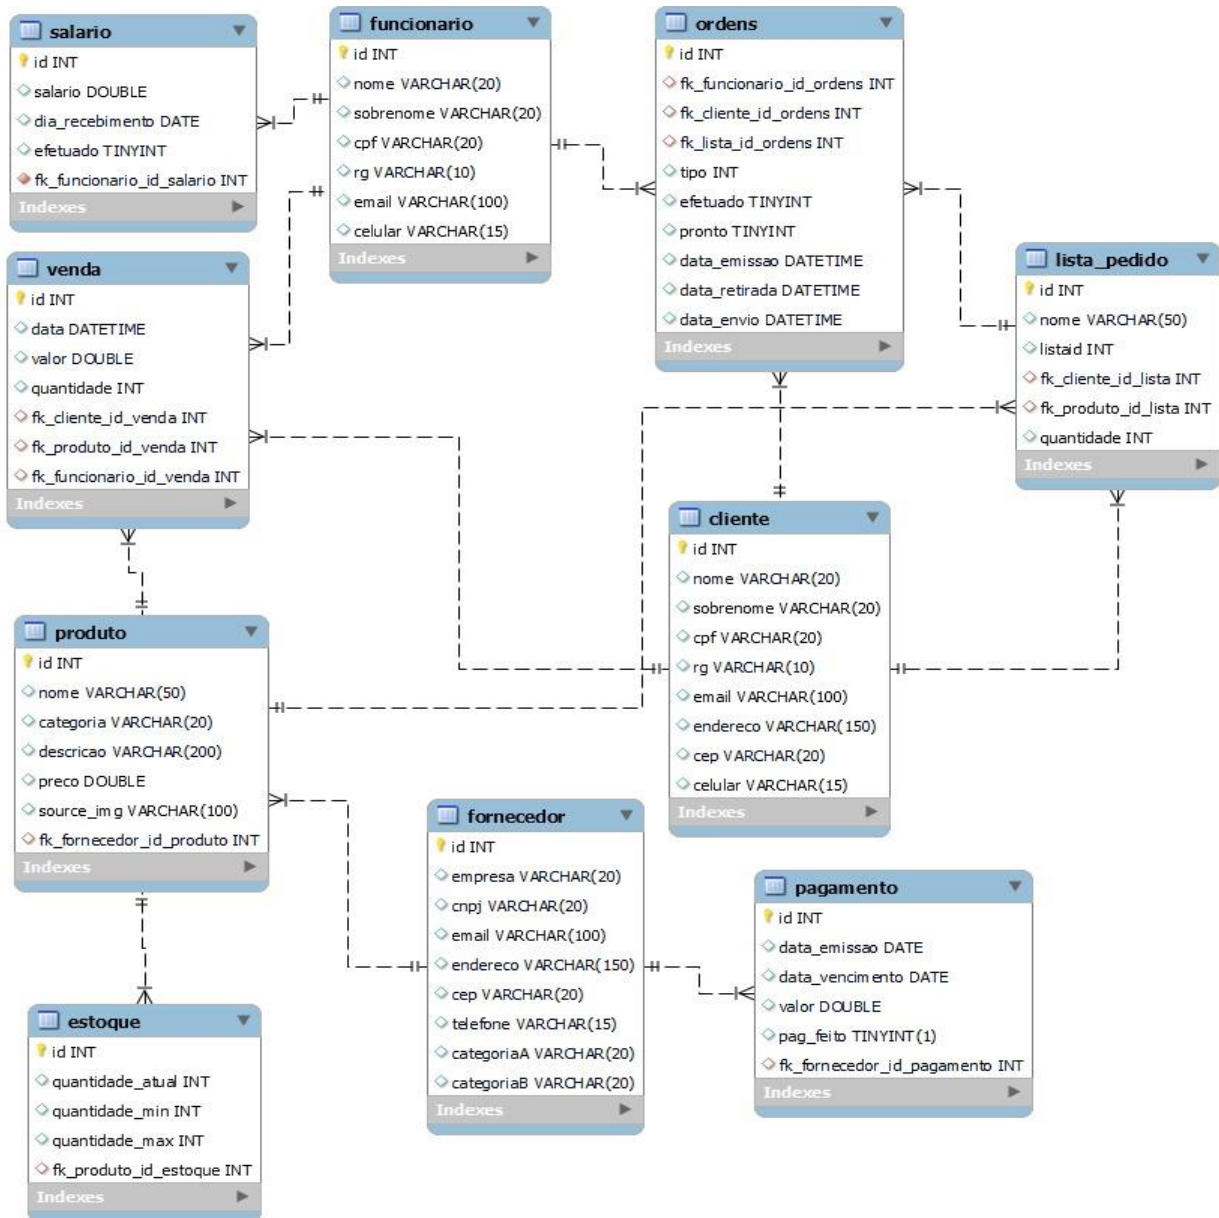 salario
id INT
salario DOUBLE
dia_recebimento DATE
efetuado TINYINT
fk_funcionario_id_salario INT
Indexes
funcionario
id INT
nome VARCHAR(20)
sobrenome VARCHAR(20)
cpf VARCHAR(20)
rg VARCHAR(10)
email VARCHAR(100)
celular VARCHAR(15)
Indexes
ordens
id INT
fk_funcionario_id_ordens INT
fk_cliente_id_ordens INT
fk_lista_id_ordens INT
tipo INT
efetuado TINYINT
pronto TINYINT
data_emissao DATETIME
data_retirada DATETIME
data_envio DATETIME
Indexes
venda
id INT
data DATETIME
valor DOUBLE
quantidade INT
fk_cliente_id_venda INT
fk_produto_id_venda INT
fk_funcionario_id_venda INT
Indexes
lista_pedido
id INT
nome VARCHAR(50)
listaid INT
fk_cliente_id_lista INT
fk_produto_id_lista INT
quantidade INT
Indexes
cliente
id INT
nome VARCHAR(20)
sobrenome VARCHAR(20)
cpf VARCHAR(20)
rg VARCHAR(10)
email VARCHAR(100)
endereco VARCHAR(150)
cep VARCHAR(20)
celular VARCHAR(15)
Indexes
produto
id INT
nome VARCHAR(50)
categoria VARCHAR(20)
descricao VARCHAR(200)
preco DOUBLE
source_img VARCHAR(100)
fk_fornecedor_id_produto INT
Indexes
fornecedor
id INT
empresa VARCHAR(20)
cnpj VARCHAR(20)
email VARCHAR(100)
endereco VARCHAR(150)
cep VARCHAR(20)
telefone VARCHAR(15)
categoriaA VARCHAR(20)
categoriaB VARCHAR(20)
Indexes
pagamento
id INT
data_emissao DATE
data_vencimento DATE
valor DOUBLE
pag_feito TINYINT(1)
fk_fornecedor_id_pagamento INT
Indexes
estoque
id INT
quantidade_atual INT
quantidade_min INT
quantidade_max INT
fk_produto_id_estoque INT
Indexes